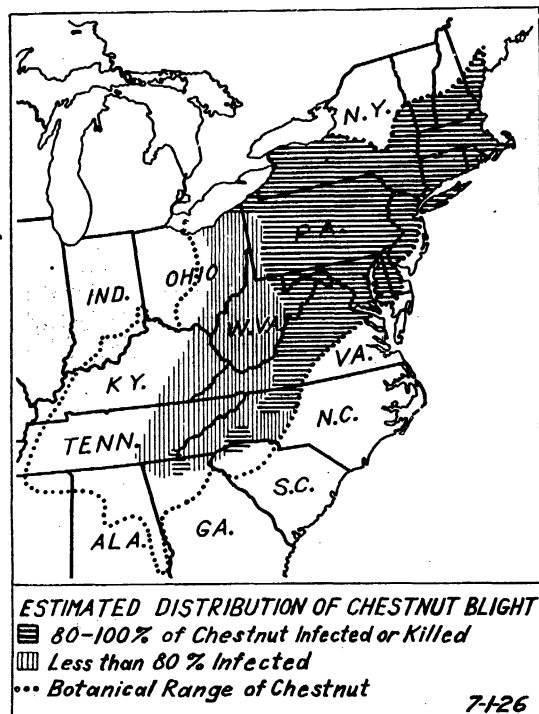 N.Y.
PA.
OHIO
IND.
W.VA.
VA.
KY.
N.C.
TENN.
S.C.
ALA.
GA.
ESTIMATED DISTRIBUTION OF CHESTNUT BLIGHT
80-100% of Chestnut Infected or Killed
Less than 80% Infected
Botanical Range of Chestnut
7-1-26